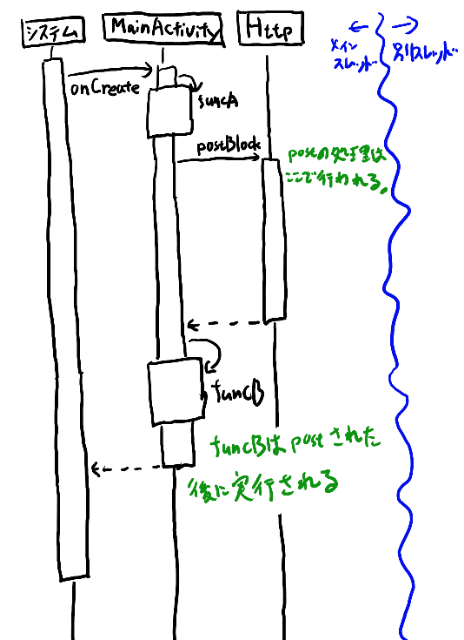 システム
MainActivity
Http
メイン
スレッド
別スレッド
onCreate
funcA
postBlock
postの処理は
ここで行われる。
funcB
funcBはpostされた
後に実行される